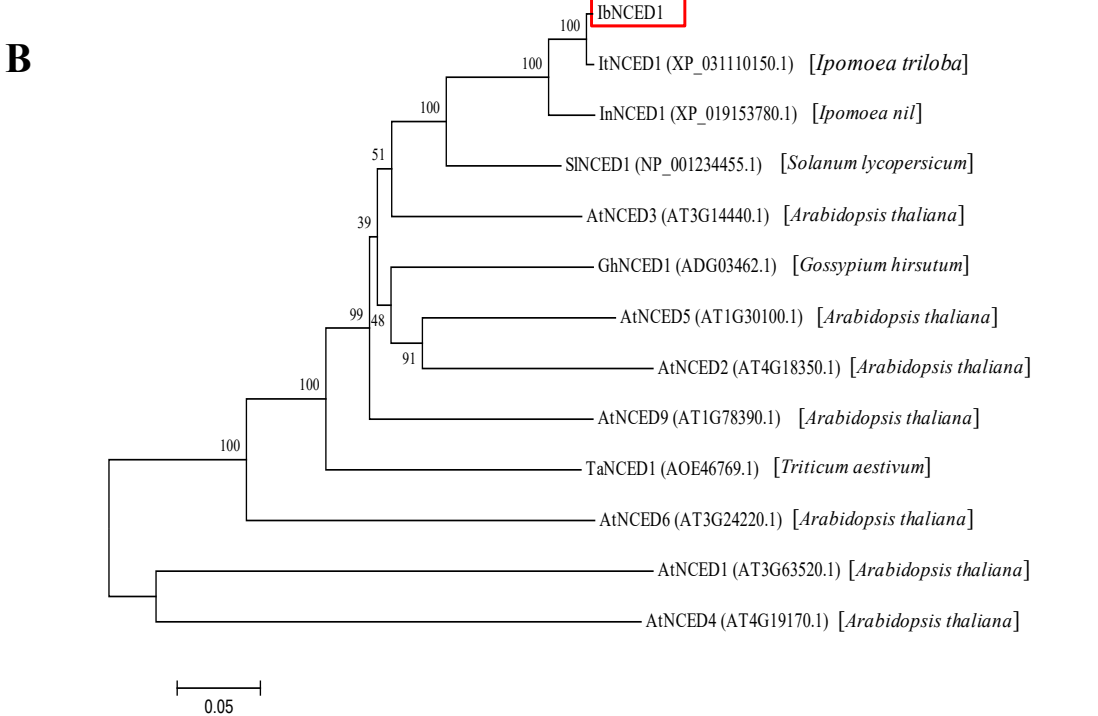 IbNCED1
100
B
ItNCED1 (XP_031110150.1) [Ipomoea triloba]
100
InNCED1 (XP_019153780.1) [Ipomoea nil]
100
51
SlNCED1 (NP_001234455.1) [Solanum lycopersicum]
AtNCED3 (AT3G14440.1) [Arabidopsis thaliana]
39
GhNCED1 (ADG03462.1) [Gossypium hirsutum]
99
48
AtNCED5 (AT1G30100.1) [Arabidopsis thaliana]
91
AtNCED2 (AT4G18350.1) [Arabidopsis thaliana]
100
AtNCED9 (AT1G78390.1) [Arabidopsis thaliana]
100
TaNCED1 (AOE46769.1) [Triticum aestivum]
AtNCED6 (AT3G24220.1) [Arabidopsis thaliana]
AtNCED1 (AT3G63520.1) [Arabidopsis thaliana]
AtNCED4 (AT4G19170.1) [Arabidopsis thaliana]
0.05